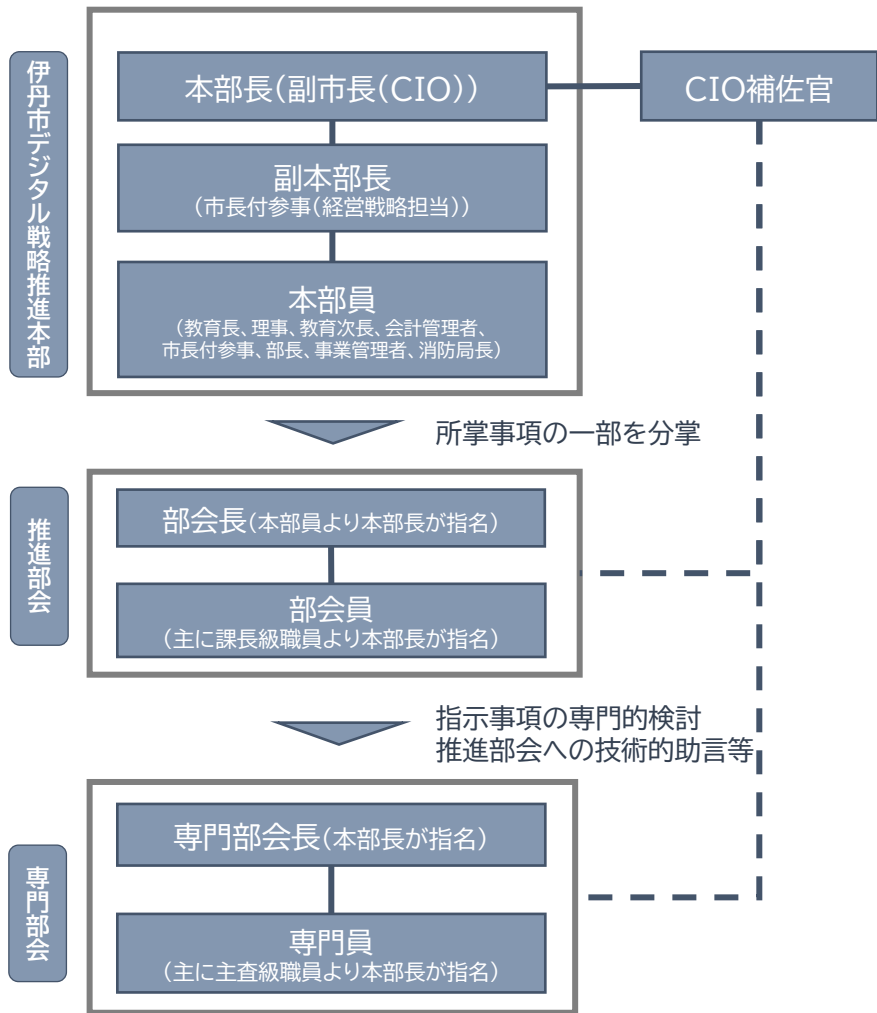 伊丹市デジタル戦略推進本部
本部長(副市長(CIO))
CIO補佐官
副本部長
(市長付参事(経営戦略担当))
本部員
(教育長、理事、教育次長、会計管理者、
市長付参事、部長、事業管理者、消防局長)
所掌事項の一部を分掌
推進部会
部会長(本部員より本部長が指名)
部会員
(主に課長級職員より本部長が指名)
指示事項の専門的検討
推進部会への技術的助言等
専門部会
専門部会長(本部長が指名)
専門員
(主に主査級職員より本部長が指名)